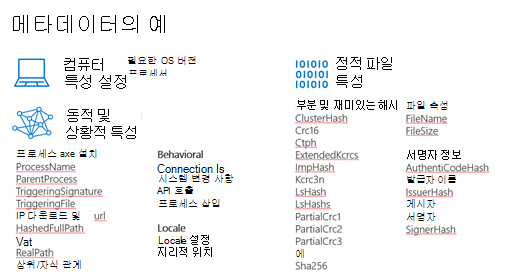 메타데이터의 예
컴퓨터
특성 설정
필요한 OS 버전
프로세서
동적 및
상황적 특성
프로세스 axe 설치
ProcessName
ParentProcess
TriggeringSignature
TriggeringFile
IP 다운로드 및 url
HashedFullPath
Vat
RealPath
상위/자식 관계
Behavioral
Connection Is
시스템 변경 사항
API 호출
프로세스 삽입
Locale
Locale 설정
지리적 위치
010101
010101
10101
정적 파일
특성
부분 및 재미있는 해시
ClusterHash
Crc16
Ctph
ExtendedKcrcs
ImpHash
Kcrc3n
LsHash
LsHashs
PartialCrc1
PartialCrc2
PartialCrc3
에
Sha256
파일 속성
FileName
FileSize
서명자 정보
AuthentiCodeHash
발급자 이름
IssuerHash
게시자
서명자
SignerHash